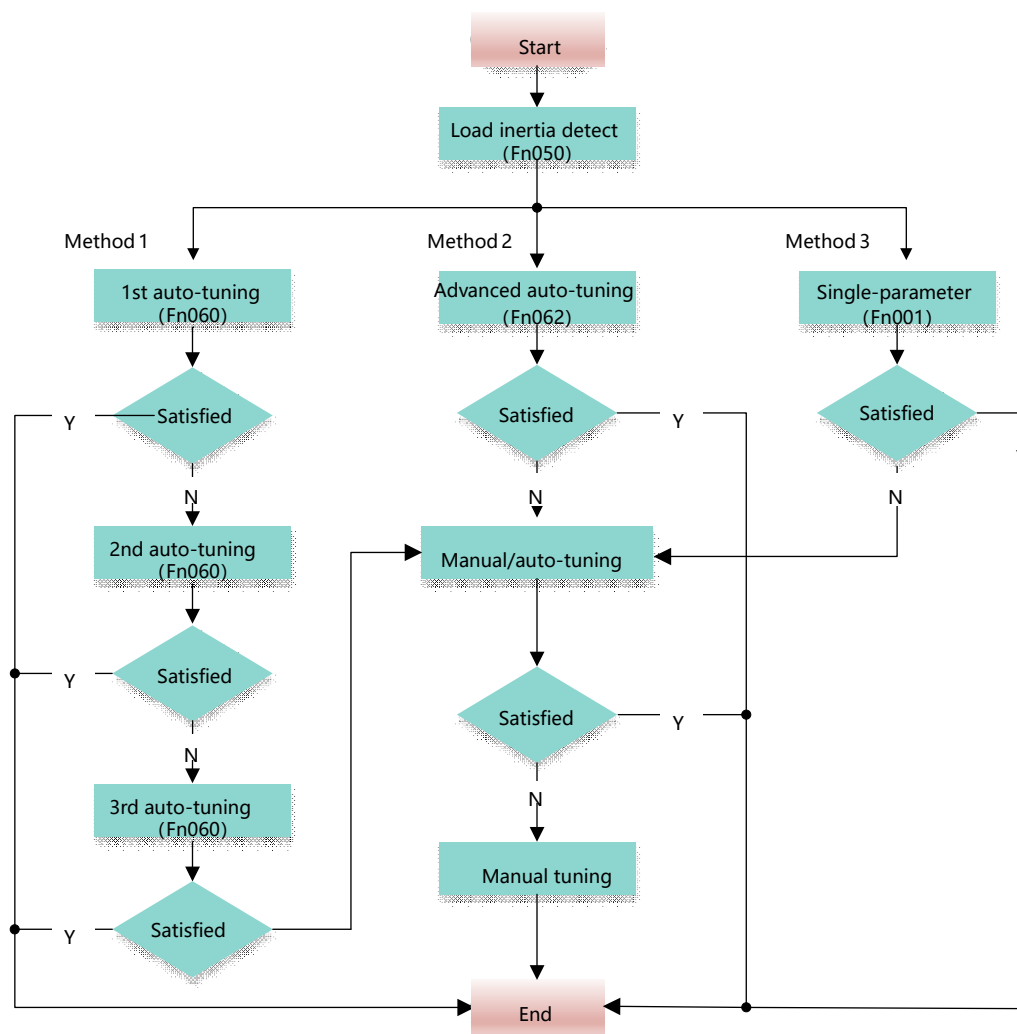 Start
Load inertia detect
(Fn050)
Method 1
Method 2
Method 3
1st auto-tuning
(Fn060)
Advanced auto-tuning
(Fn062)
Single-parameter
(Fn001)
Y
Satisfied
Satisfied
Y
Satisfied
N
N
N
2nd auto-tuning
(Fn060)
Manual/auto-tuning
Y
Satisfied
Satisfied
Y
N
N
3rd auto-tuning
(Fn060)
Manual tuning
Y
Satisfied
End